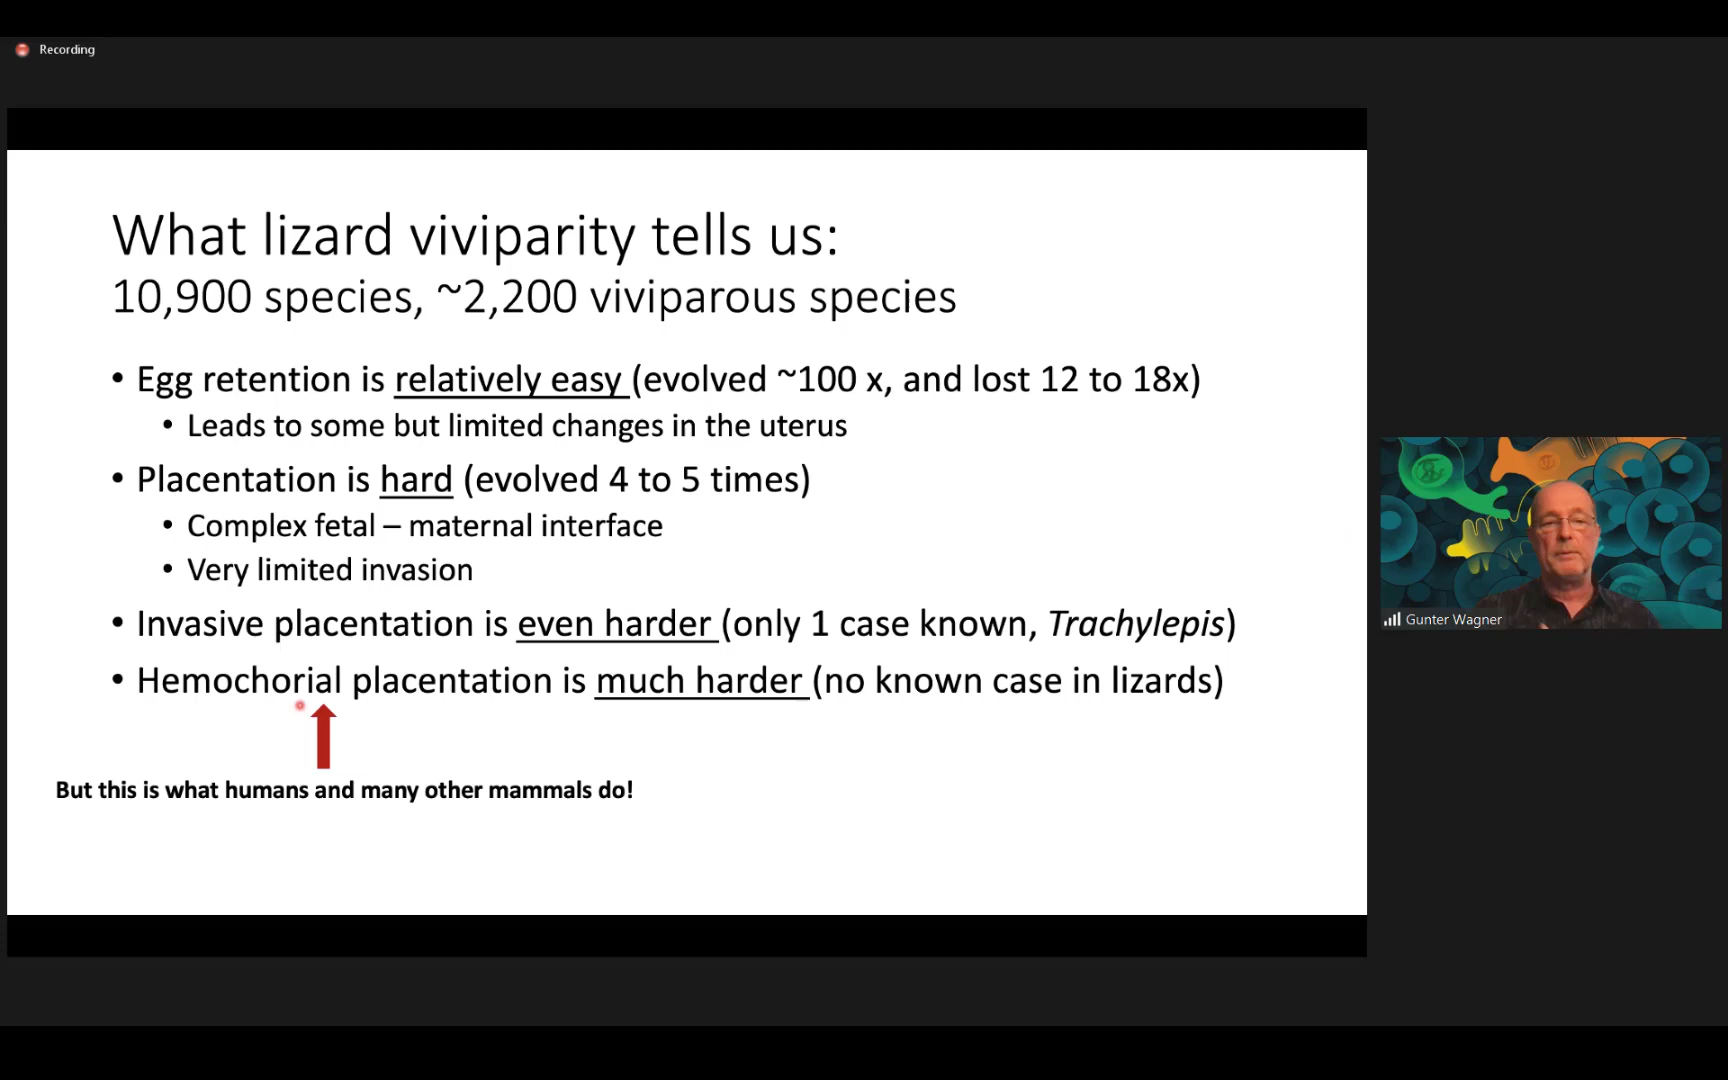 Recording
What lizard viviparity tells us:
10,900 species, ~2,200 viviparous species
• Egg retention is relatively easy (evolved ~100 x, and lost 12 to 18x)
• Leads to some but limited changes in the uterus
• Placentation is hard (evolved 4 to 5 times)
• Complex fetal – maternal interface
• Very limited invasion
• Invasive placentation is even harder (only 1 case known, Trachylepis)
• Hemochorial placentation is much harder (no known case in lizards)
But this is what humans and many other mammals do!
Gunter Wagner